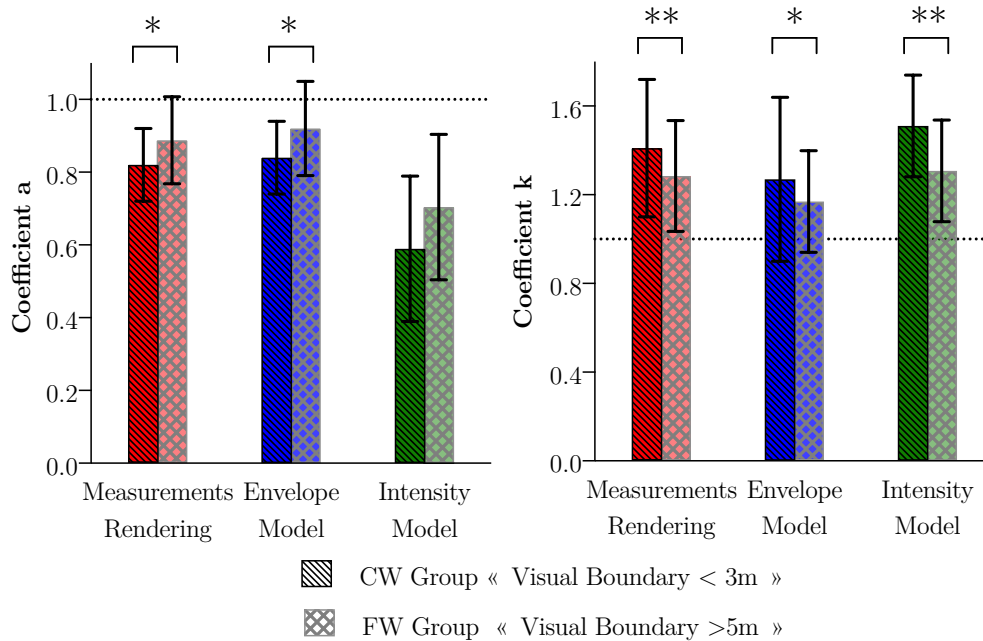 * *
1.0
0.8
0.6
0.4
0.2
0.0
Coefficient a
Measurements Rendering
Envelope Model
Intensity Model
** * **
1.6
1.2
0.8
0.4
0.0
Coefficient k
Measurements Rendering
Envelope Model
Intensity Model
CW Group « Visual Boundary < 3m »
FW Group « Visual Boundary >5m »